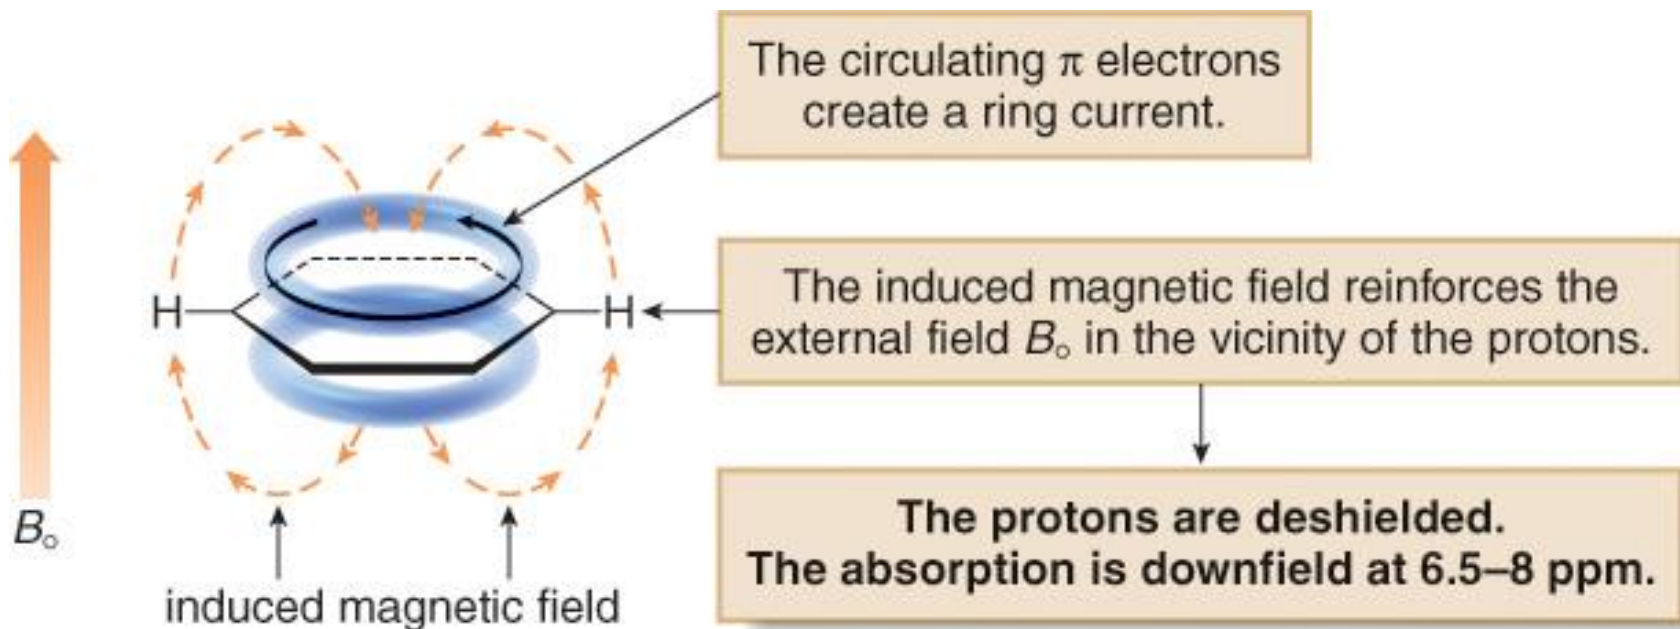 The circulating π electrons
create a ring current.
H
H
The induced magnetic field reinforces the
external field B₀ in the vicinity of the protons.
B₀
The protons are deshielded.
The absorption is downfield at 6.5–8 ppm.
induced magnetic field